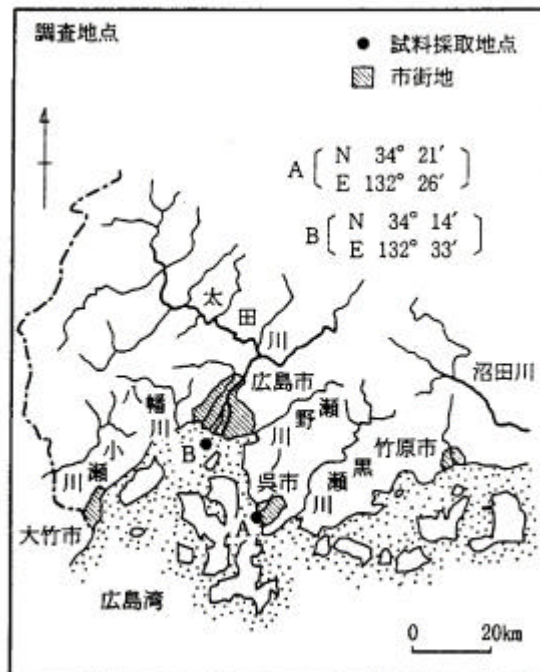 調査地点
● 試料採取地点
市街地
A N 34° 21′
E 132° 26′
B N 34° 14′
E 132° 33′
太田川
沼田川
広島市
八幡川
瀬野川
竹原市
小瀬川
B
呉市
黒瀬川
A
大竹市
広島湾
0 20km